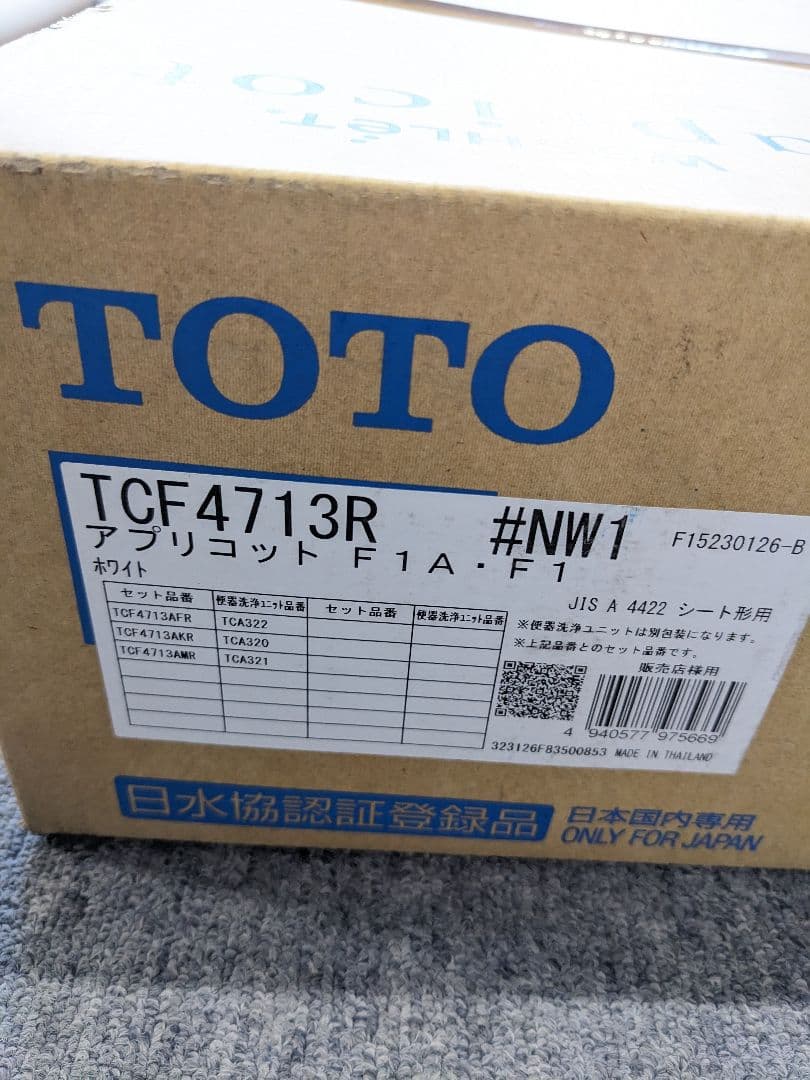 TOTO
TCF4713R #NW1 F15230126-B
アプリコット F1A・F1
ホワイト
JIS A 4422 シート形用
セット品番 便器洗浄ユニット品番 セット品番 便器洗浄ユニット品番
TCF4713AFR TCA322
TCF4713AKR TCA320
TCF4713AMR TCA321
※便器洗浄ユニットは別包装になります。
※上記品番とのセット品番です。
販売店様用
4 940577 975669
323126F83500853 MADE IN THAILAND
日水協認証登録品
日本国内専用
ONLY FOR JAPAN